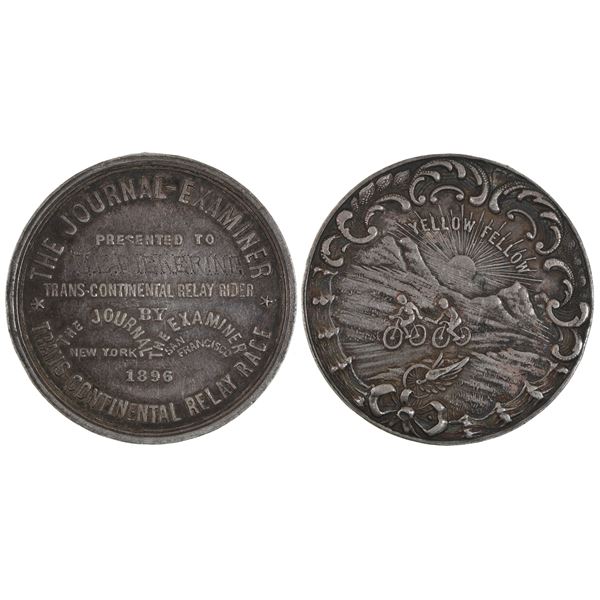 THE JOURNAL-EXAMINER
PRESENTED TO
TRANS-CONTINENTAL RELAY RIDER
BY
THE JOURNAL
NEW YORK
THE EXAMINER
SAN FRANCISCO
1896
TRANS-CONTINENTAL RELAY RACE
YELLOW FELLOW